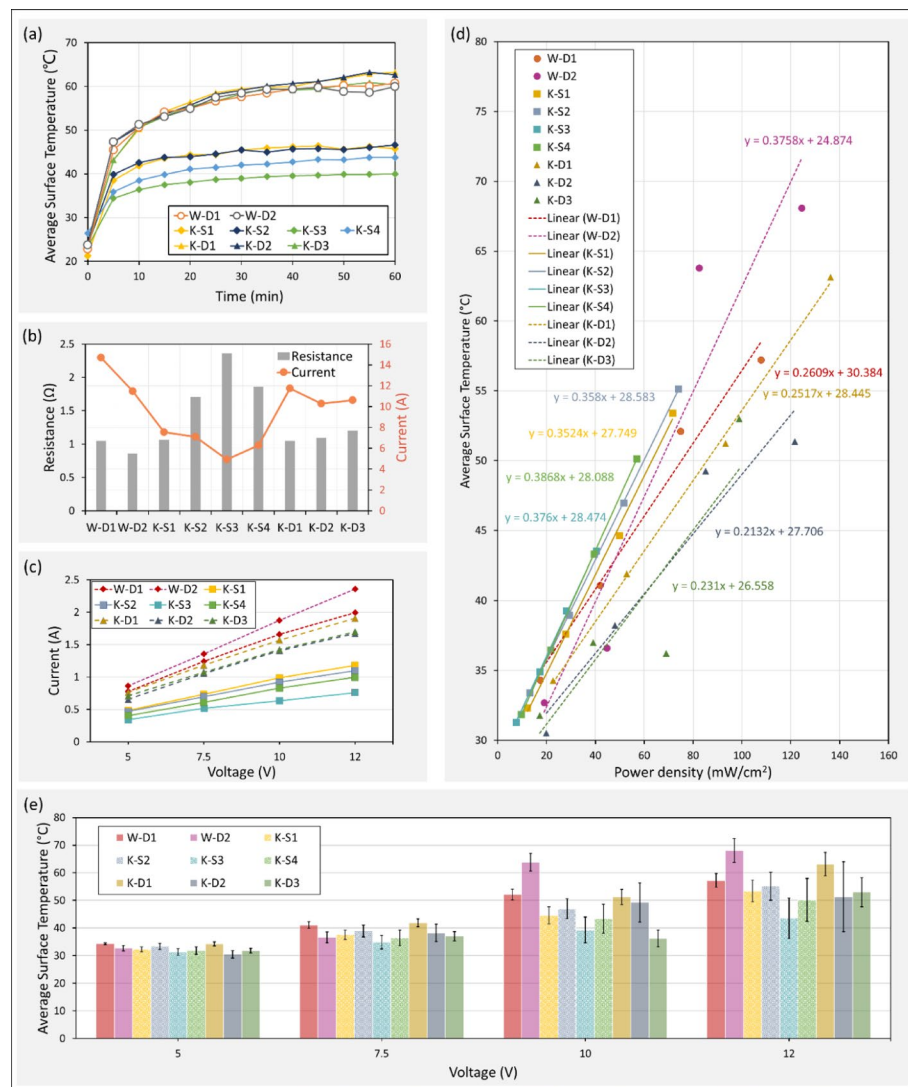 (a)
Average Surface Temperature (°C)
70
60
50
40
30
20
W-D1 W-D2
K-S1 K-S2 K-S3 K-S4
K-D1 K-D2 K-D3
0 10 20 30 40 50 60
Time (min)
(b)
Resistance (Ω)
2.5
2
1.5
1
0.5
0
Resistance
Current
16
14
12
10
8
6
4
2
0
Current (A)
W-D1 W-D2 K-S1 K-S2 K-S3 K-S4 K-D1 K-D2 K-D3
(c)
Current (A)
2.5
2
1.5
1
0.5
0
W-D1 W-D2 K-S1
K-S2 K-S3 K-S4
K-D1 K-D2 K-D3
5 7.5 10 12
Voltage (V)
(d)
Average Surface Temperature (°C)
80
75
70
65
60
55
50
45
40
35
30
W-D1
W-D2
K-S1
K-S2
K-S3
K-S4
K-D1
K-D2
K-D3
Linear (W-D1)
Linear (W-D2)
Linear (K-S1)
Linear (K-S2)
Linear (K-S3)
Linear (K-S4)
Linear (K-D1)
Linear (K-D2)
Linear (K-D3)
y = 0.3758x + 24.874
y = 0.2609x + 30.384
y = 0.358x + 28.583
y = 0.2517x + 28.445
y = 0.3524x + 27.749
y = 0.3868x + 28.088
y = 0.376x + 28.474
y = 0.2132x + 27.706
y = 0.231x + 26.558
0 20 40 60 80 100 120 140 160
Power density (mW/cm²)
(e)
Average Surface Temperature (°C)
80
70
60
50
40
30
20
10
0
W-D1 W-D2 K-S1
K-S2 K-S3 K-S4
K-D1 K-D2 K-D3
5 7.5 10 12
Voltage (V)